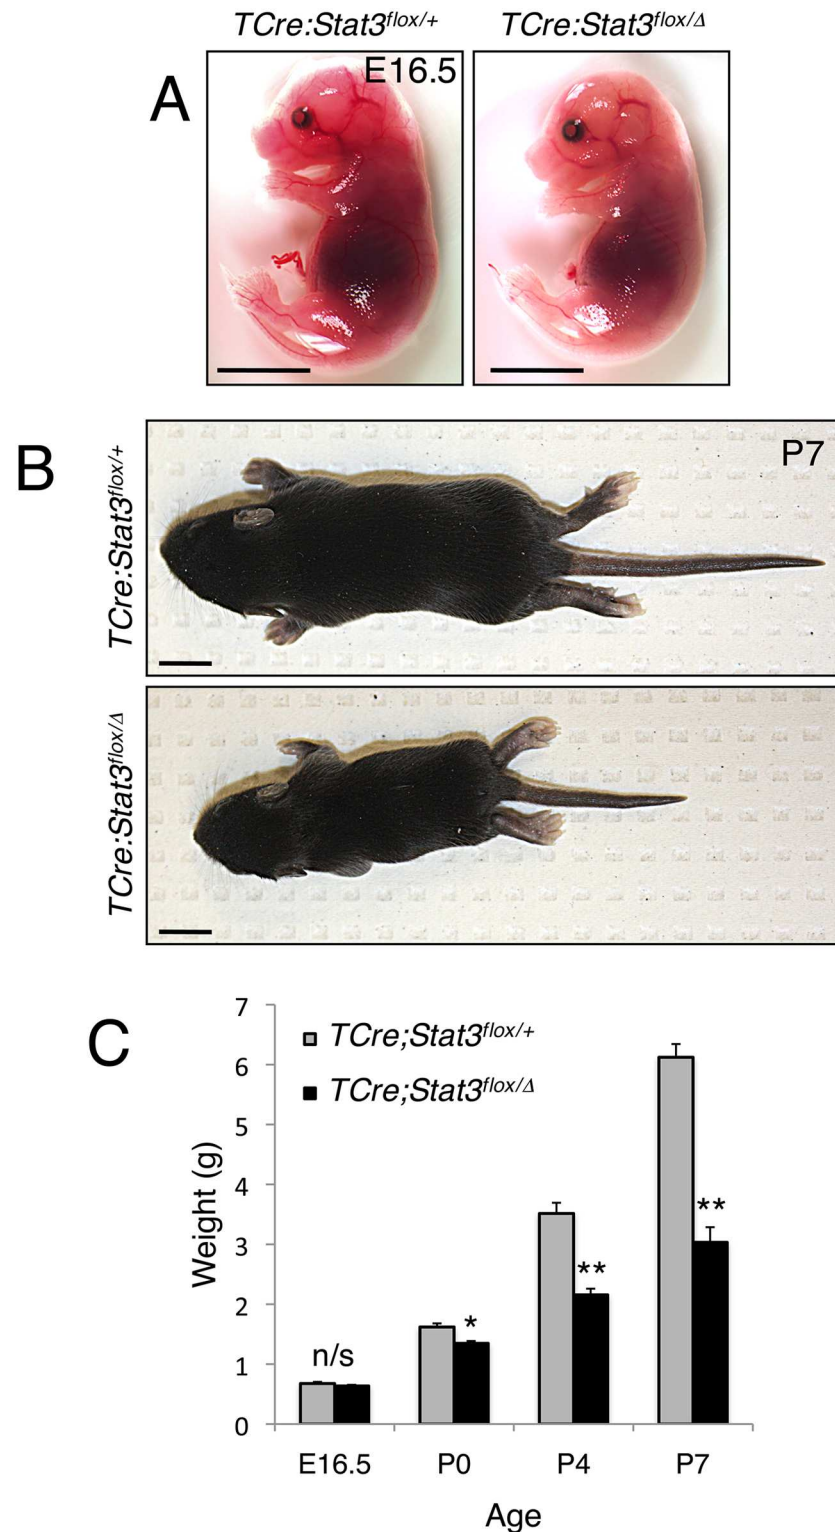 TCre:Stat3flox/+ TCre:Stat3flox/Δ
A
E16.5
B
TCre:Stat3flox/+
P7
TCre:Stat3flox/Δ
C
7
6
5
4
3
2
1
0
Weight (g)
TCre;Stat3flox/+
TCre;Stat3flox/Δ
n/s
*
**
**
E16.5 P0 P4 P7
Age